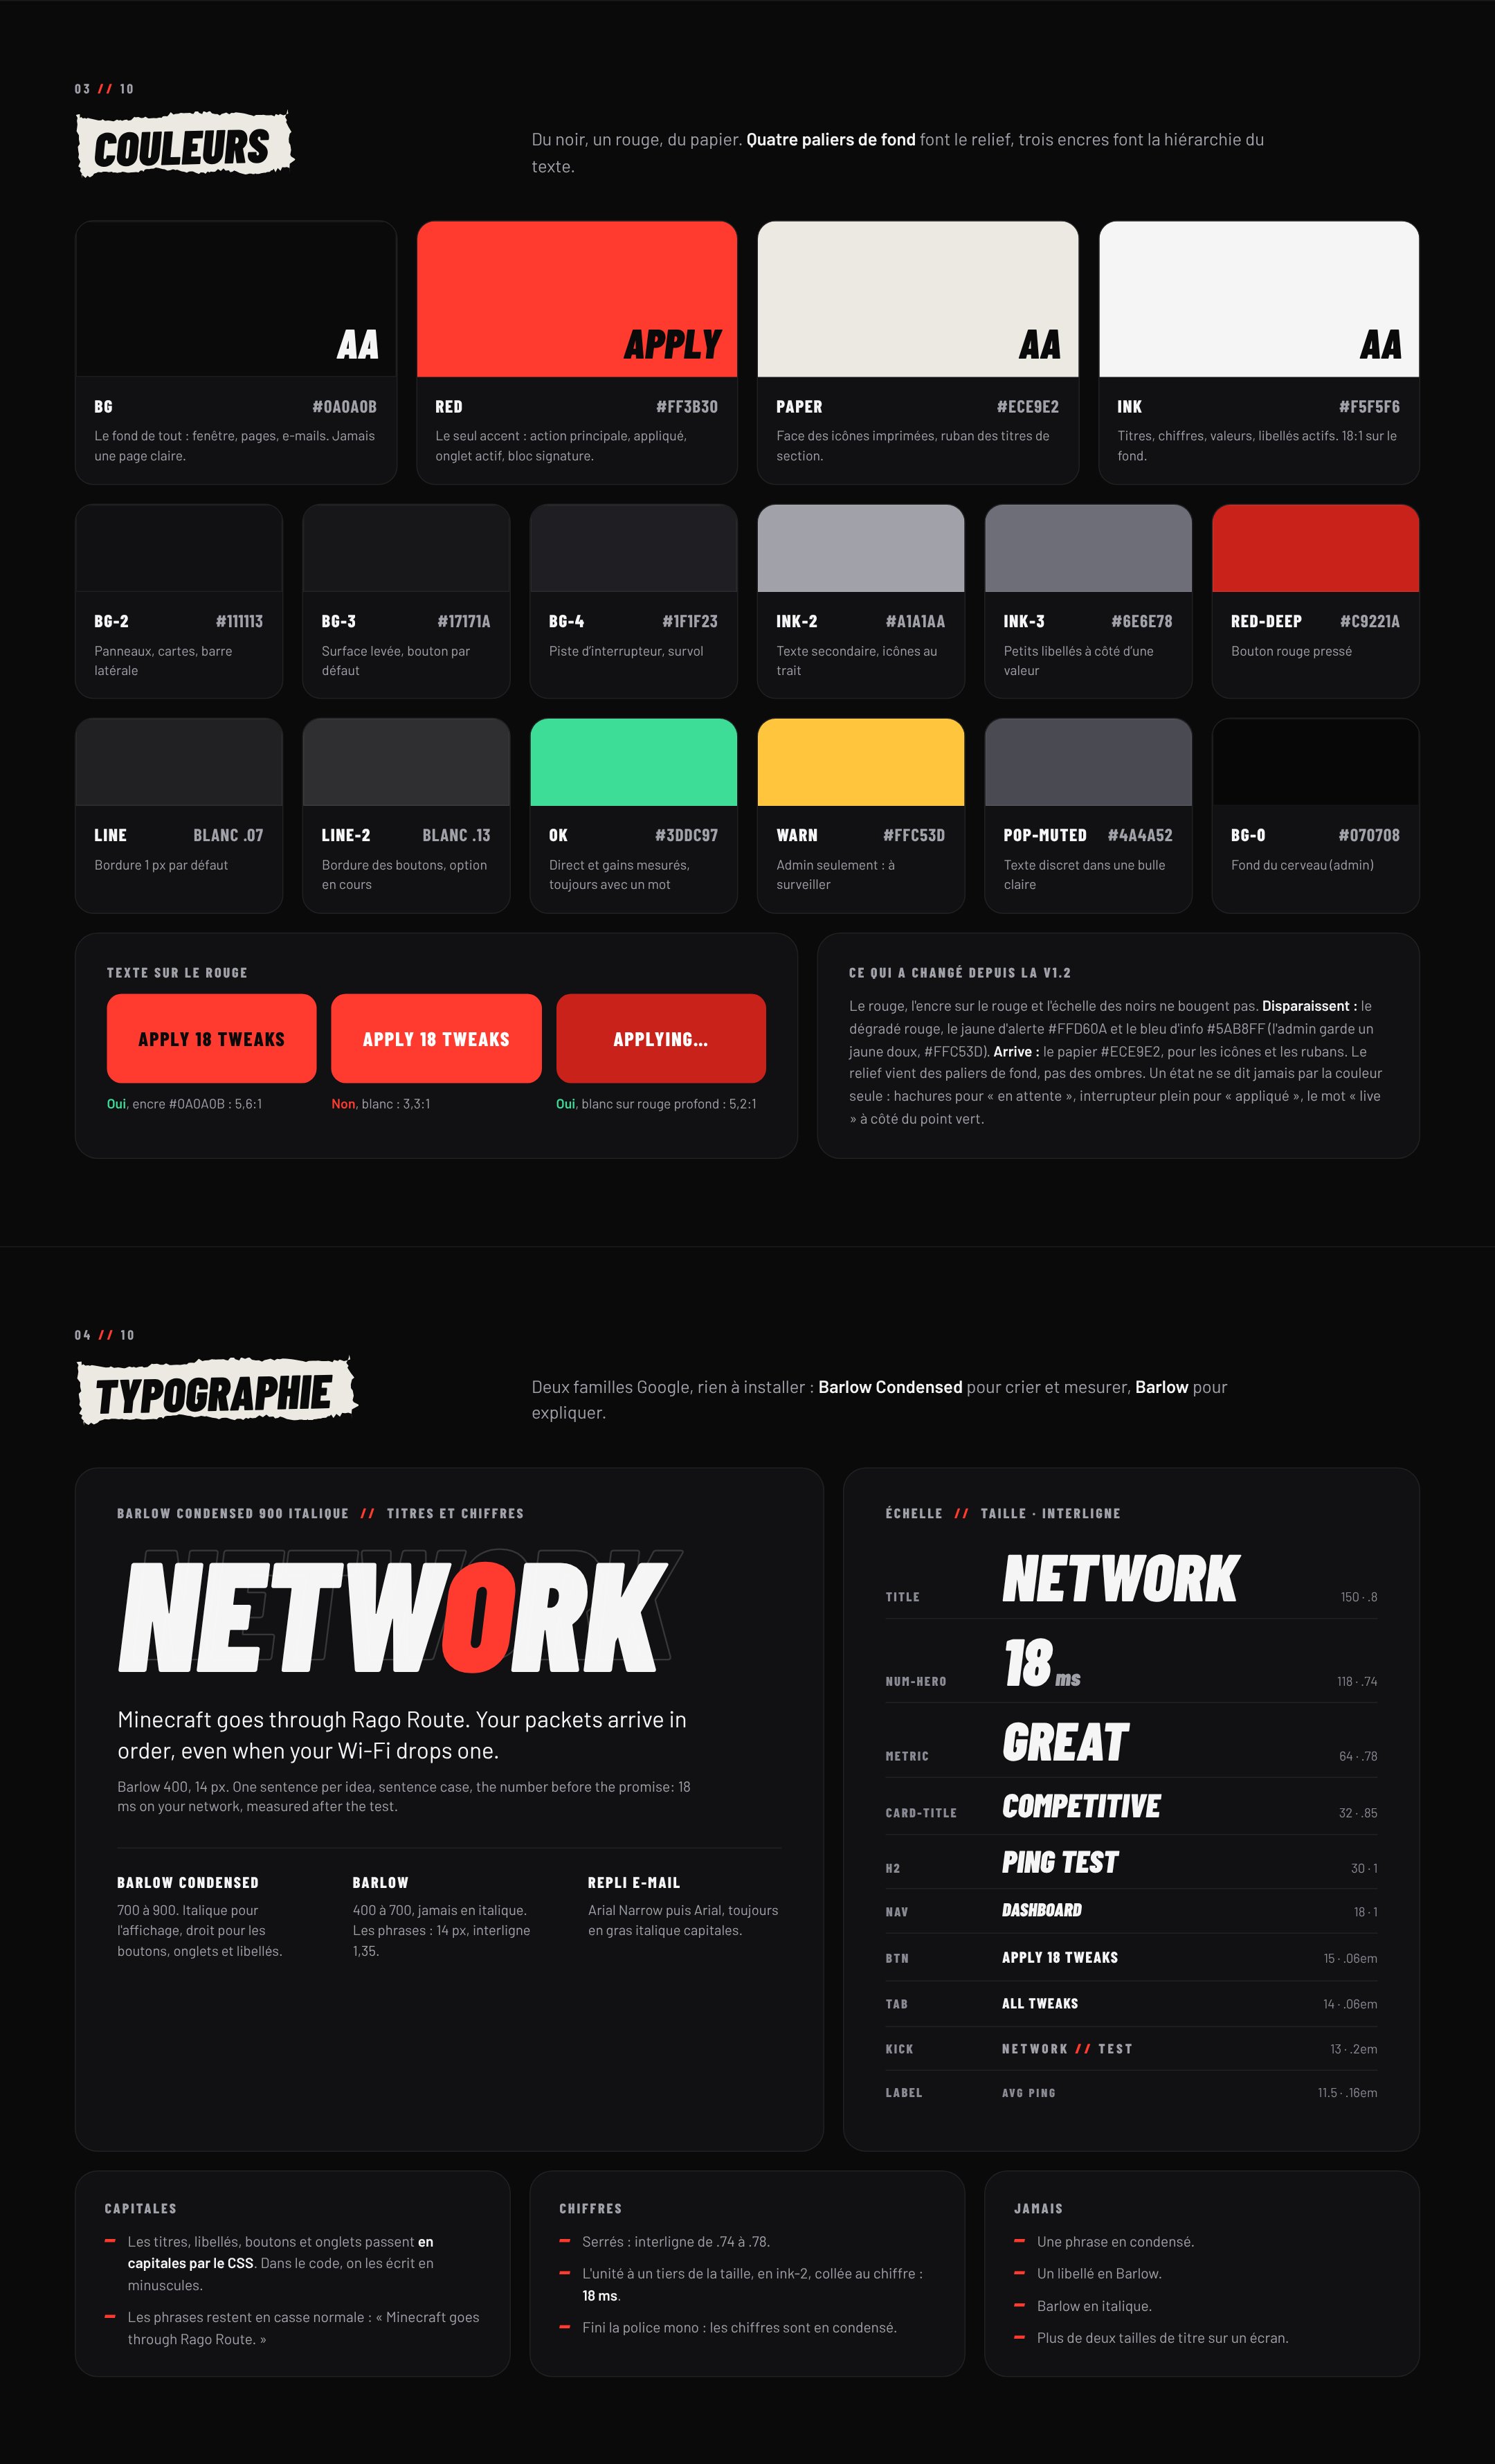 03 // 10
COULEURS
Du noir, un rouge, du papier. Quatre paliers de fond font le relief, trois encres font la hiérarchie du
texte.
AA
APPLY
AA
AA
BG #0A0A0B
Le fond de tout : fenêtre, pages, e-mails. Jamais
une page claire.
RED #FF3B30
Le seul accent : action principale, appliqué,
onglet actif, bloc signature.
PAPER #ECE9E2
Face des icônes imprimées, ruban des titres de
section.
INK #F5F5F6
Titres, chiffres, valeurs, libellés actifs. 18:1 sur le
fond.
BG-2 #111113
Panneaux, cartes, barre
latérale
BG-3 #17171A
Surface levée, bouton par
défaut
BG-4 #1F1F23
Piste d'interrupteur, survol
INK-2 #A1A1AA
Texte secondaire, icônes au
trait
INK-3 #6E6E78
Petits libellés à côté d'une
valeur
RED-DEEP #C9221A
Bouton rouge pressé
LINE BLANC .07
Bordure 1 px par défaut
LINE-2 BLANC .13
Bordure des boutons, option
en cours
OK #3DDC97
Direct et gains mesurés,
toujours avec un mot
WARN #FFC53D
Admin seulement : à
surveiller
POP-MUTED #4A4A52
Texte discret dans une bulle
claire
BG-0 #070708
Fond du cerveau (admin)
TEXTE SUR LE ROUGE
APPLY 18 TWEAKS
Oui, encre #0A0A0B : 5,6:1
APPLY 18 TWEAKS
Non, blanc : 3,3:1
APPLYING...
Oui, blanc sur rouge profond : 5,2:1
CE QUI A CHANGÉ DEPUIS LA V1.2
Le rouge, l'encre sur le rouge et l'échelle des noirs ne bougent pas. Disparaissent : le
dégradé rouge, le jaune d'alerte #FFD60A et le bleu d'info #5AB8FF (l'admin garde un
jaune doux, #FFC53D). Arrive : le papier #ECE9E2, pour les icônes et les rubans. Le
relief vient des paliers de fond, pas des ombres. Un état ne se dit jamais par la couleur
seule : hachures pour « en attente », interrupteur plein pour « appliqué », le mot « live
» à côté du point vert.
04 // 10
TYPOGRAPHIE
Deux familles Google, rien à installer : Barlow Condensed pour crier et mesurer, Barlow pour
expliquer.
BARLOW CONDENSED 900 ITALIQUE // TITRES ET CHIFFRES
NETWORK
Minecraft goes through Rago Route. Your packets arrive in
order, even when your Wi-Fi drops one.
Barlow 400, 14 px. One sentence per idea, sentence case, the number before the promise: 18
ms on your network, measured after the test.
BARLOW CONDENSED
700 à 900. Italique pour
l'affichage, droit pour les
boutons, onglets et libellés.
BARLOW
400 à 700, jamais en italique.
Les phrases : 14 px, interligne
1,35.
REPLI E-MAIL
Arial Narrow puis Arial, toujours
en gras italique capitales.
ÉCHELLE // TAILLE · INTERLIGNE
TITLE NETWORK 150 · .8
NUM-HERO 18 ms 118 · .74
METRIC GREAT 64 · .78
CARD-TITLE COMPETITIVE 32 · .85
H2 PING TEST 30 · 1
NAV DASHBOARD 18 · 1
BTN APPLY 18 TWEAKS 15 · .06em
TAB ALL TWEAKS 14 · .06em
KICK NETWORK // TEST 13 · .2em
LABEL AVG PING 11.5 · .16em
CAPITALES
Les titres, libellés, boutons et onglets passent en
capitales par le CSS. Dans le code, on les écrit en
minuscules.
Les phrases restent en casse normale : « Minecraft goes
through Rago Route. »
CHIFFRES
Serrés : interligne de .74 à .78.
L'unité à un tiers de la taille, en ink-2, collée au chiffre :
18 ms.
Fini la police mono : les chiffres sont en condensé.
JAMAIS
Une phrase en condensé.
Un libellé en Barlow.
Barlow en italique.
Plus de deux tailles de titre sur un écran.